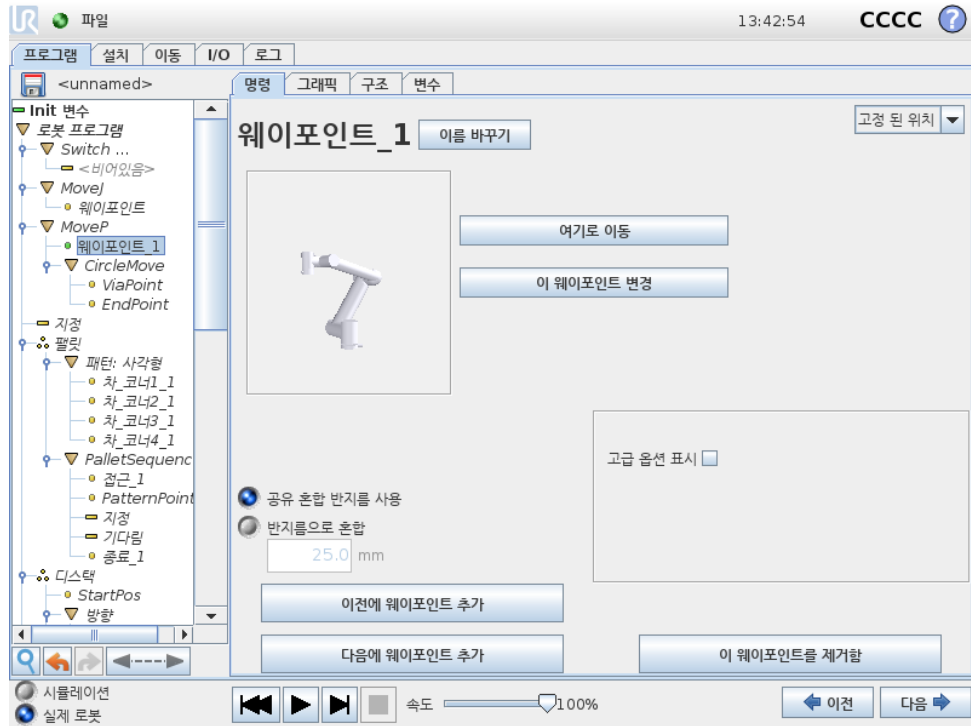 UR 파일 13:42:54 CCCC ?
프로그램 설치 이동 I/O 로그
<unnamed>
명령 그래픽 구조 변수
Init 변수
로봇 프로그램
Switch ...
<비어있음>
MoveJ
웨이포인트
MoveP
웨이포인트_1
CircleMove
ViaPoint
EndPoint
지정
팔릿
패턴: 사각형
차_코너1_1
차_코너2_1
차_코너3_1
차_코너4_1
PalletSequenc
접근_1
PatternPoint
지정
기다림
종료_1
디스택
StartPos
방향
웨이포인트_1 이름 바꾸기
고정 된 위치
여기로 이동
이 웨이포인트 변경
고급 옵션 표시
공유 혼합 반지름 사용
반지름으로 혼합
25.0 mm
이전에 웨이포인트 추가
다음에 웨이포인트 추가
이 웨이포인트를 제거함
시뮬레이션
실제 로봇
속도 100%
이전 다음